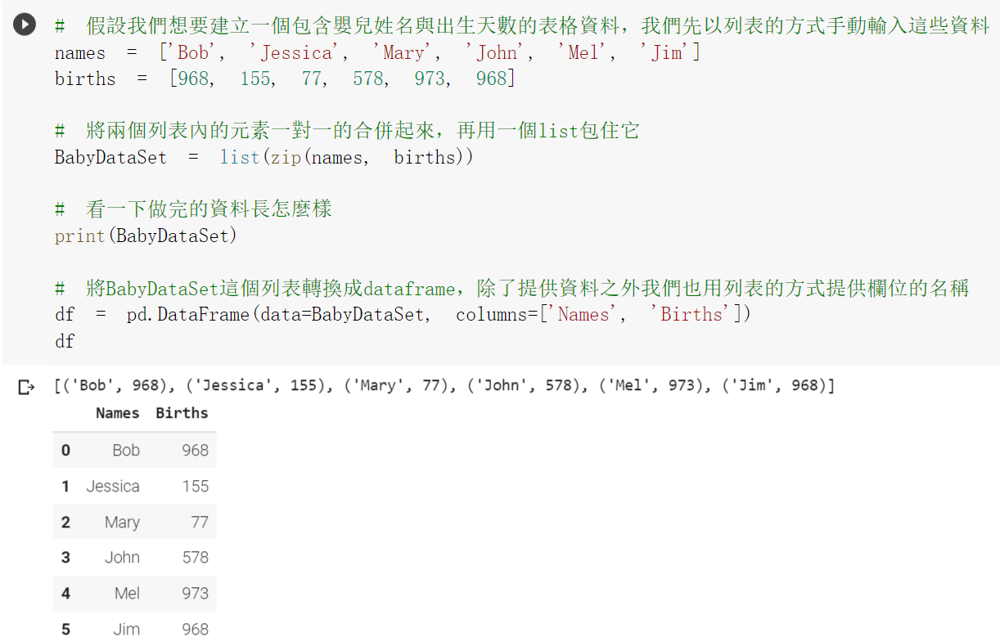 # 假設我們想要建立一個包含嬰兒姓名與出生天數的表格資料，我們先以列表的方式手動輸入這些資料
names = ['Bob', 'Jessica', 'Mary', 'John', 'Mel', 'Jim']
births = [968, 155, 77, 578, 973, 968]
# 將兩個列表內的元素一對一的合併起來，再用一個list包住它
BabyDataSet = list(zip(names, births))
# 看一下做完的資料長怎麼樣
print(BabyDataSet)
# 將BabyDataSet這個列表轉換成dataframe，除了提供資料之外我們也用列表的方式提供欄位的名稱
df = pd.DataFrame(data=BabyDataSet, columns=['Names', 'Births'])
df
[('Bob', 968), ('Jessica', 155), ('Mary', 77), ('John', 578), ('Mel', 973), ('Jim', 968)]
Names Births
0 Bob 968
1 Jessica 155
2 Mary 77
3 John 578
4 Mel 973
5 Jim 968